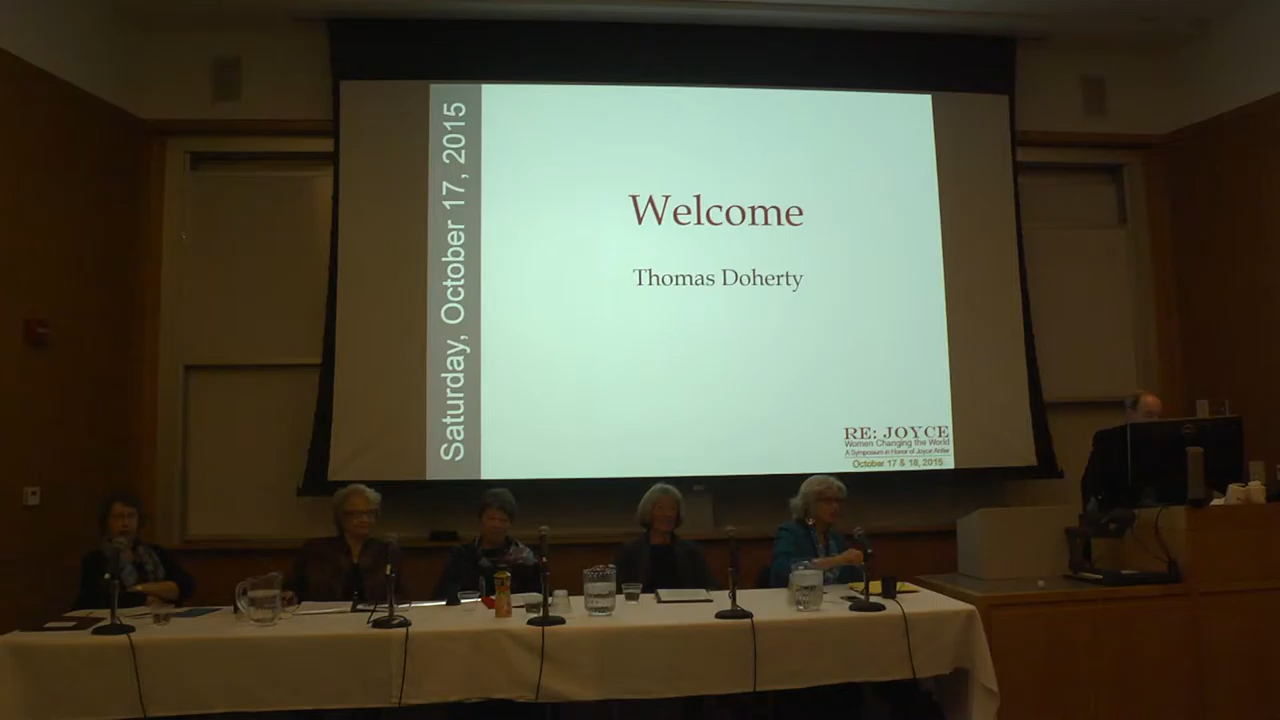 Saturday, October 17, 2015
Welcome
Thomas Doherty
RE: JOYCE
Women Changing the World
A Symposium in Honor of Joyce Antler
October 17 & 18, 2015